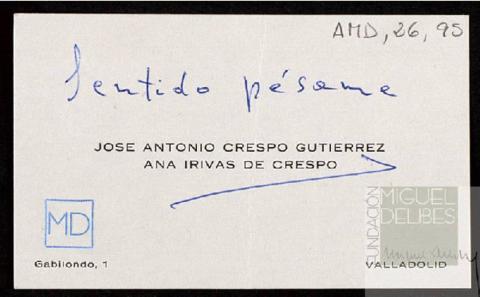 AMD, 26, 95
Sentido pésame
JOSE ANTONIO CRESPO GUTIERREZ
ANA IRIVAS DE CRESPO
MD
FUNDACIÓN
MIGUEL
DELIBES
Gabilondo, 1
VALLADOLID